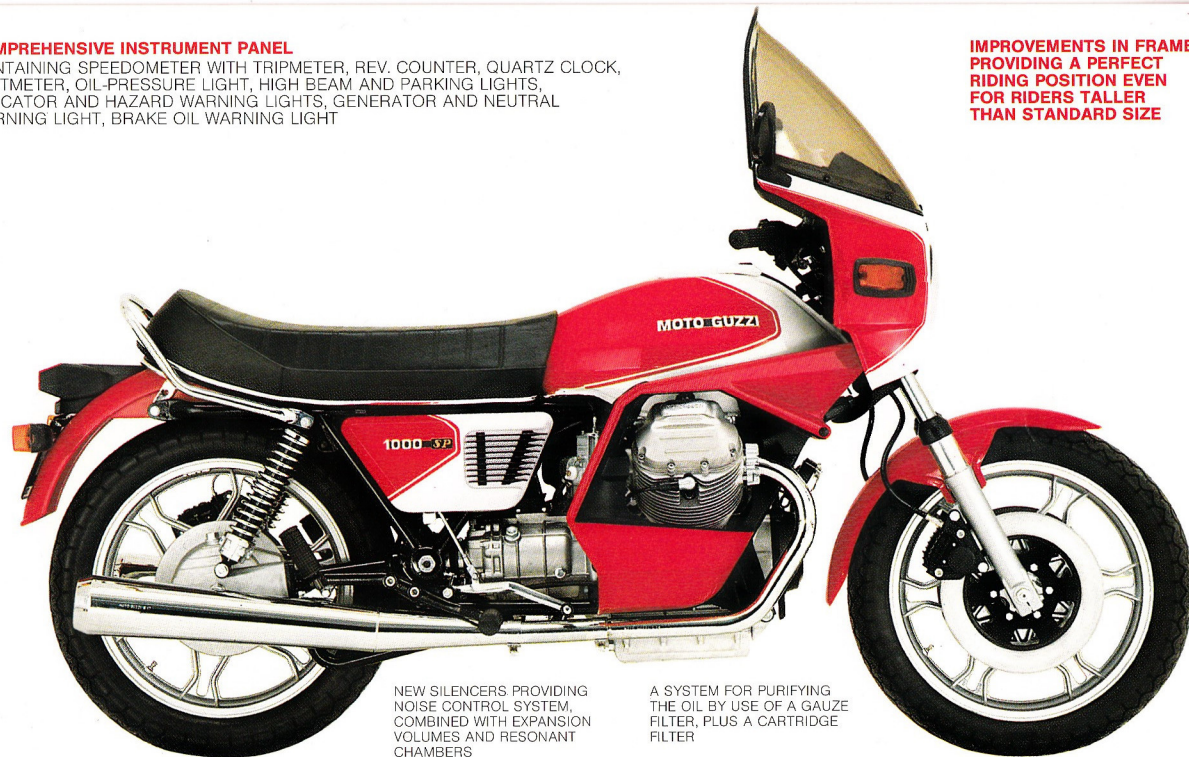 MPREHENSIVE INSTRUMENT PANEL
NTAINING SPEEDOMETER WITH TRIPMETER, REV. COUNTER, QUARTZ CLOCK,
TMETER, OIL-PRESSURE LIGHT, HIGH BEAM AND PARKING LIGHTS,
ICATOR AND HAZARD WARNING LIGHTS, GENERATOR AND NEUTRAL
RNING LIGHT, BRAKE OIL WARNING LIGHT
IMPROVEMENTS IN FRAME
PROVIDING A PERFECT
RIDING POSITION EVEN
FOR RIDERS TALLER
THAN STANDARD SIZE
MOTO GUZZI
1000 SP
NEW SILENCERS PROVIDING
NOISE CONTROL SYSTEM,
COMBINED WITH EXPANSION
VOLUMES AND RESONANT
CHAMBERS
A SYSTEM FOR PURIFYING
THE OIL BY USE OF A GAUZE
FILTER, PLUS A CARTRIDGE
FILTER